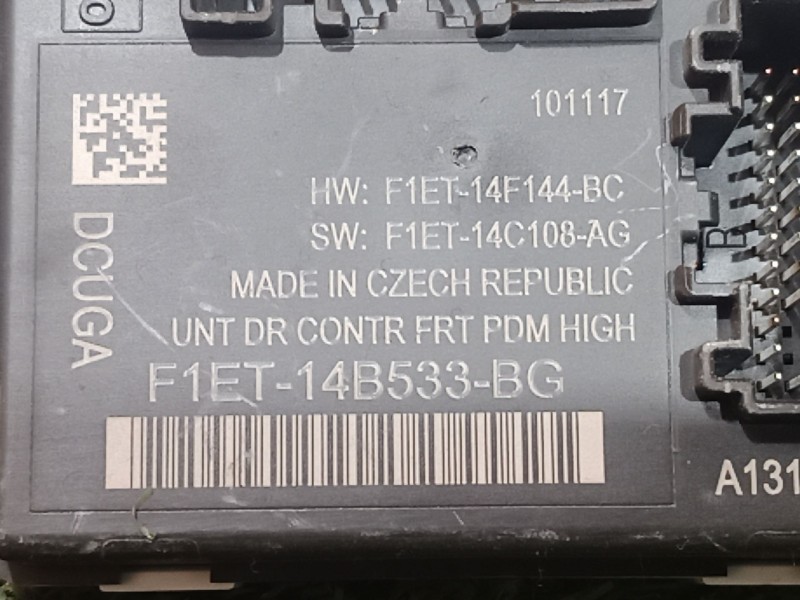 101117
HW: F1ET-14F144-BC
SW: F1ET-14C108-AG
MADE IN CZECH REPUBLIC
UNT DR CONTR FRT PDM HIGH
F1ET-14B533-BG
DCUGA
B
A131